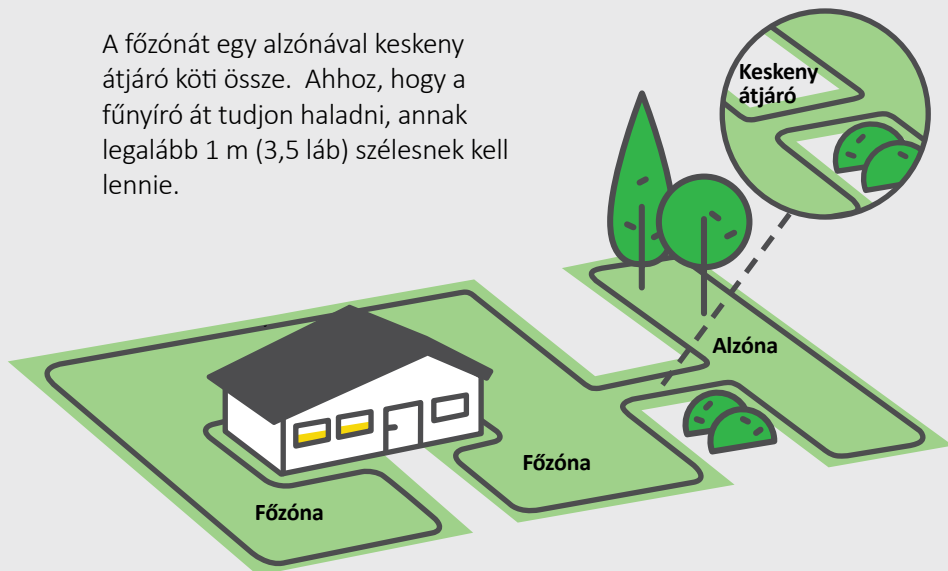 A főzónát egy alzónával keskeny
átjáró köti össze.  Ahhoz, hogy a
fűnyíró át tudjon haladni, annak
legalább 1 m (3,5 láb) szélesnek kell
lennie.
Keskeny
átjáró
Alzóna
Főzóna
Főzóna